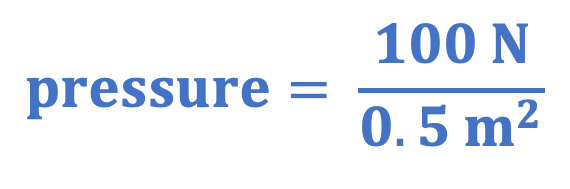 pressure = 100 N
0.5 m²